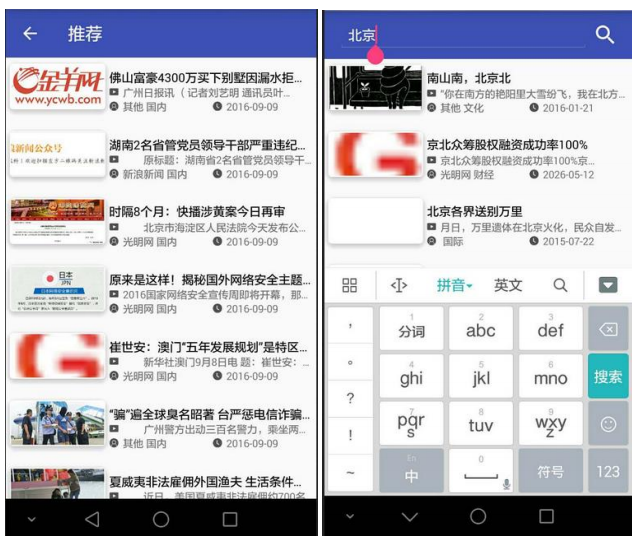 推荐
金羊网
www.ycwb.com
佛山富豪4300万买下别墅因漏水拒...
广州日报讯（记者刘艺明 通讯员叶...
其他 国内 2016-09-09
湖南2名省管党员领导干部严重违纪...
原标题：湖南省2名省管党员领导干...
新浪新闻 国内 2016-09-09
时隔8个月：快播涉黄案今日再审
北京市海淀区人民法院今天发布公...
光明网 国内 2016-09-09
日本
JPN
原来是这样！揭秘国外网络安全主题...
2016国家网络安全宣传周即将开幕，那...
光明网 国内 2016-09-09
崔世安：澳门“五年发展规划”是特区...
新华社澳门9月8日电 题：崔世安：...
光明网 国内 2016-09-09
“骗”遍全球臭名昭著 台严惩电信诈骗...
广州警方出动三百名警力，乘坐两...
其他 国内 2016-09-09
夏威夷非法雇佣外国渔夫 生活条件...
近日，美国夏威夷非法雇佣约700名
北京
南山南，北京北
“你在南方的艳阳里大雪纷飞，我在北方...
其他 文化 2016-01-21
京北众筹股权融资成功率100%
京北众筹股权融资成功率100%京...
光明网 财经 2026-05-12
北京各界送别万里
月日，万里遗体在北京火化，民众自发...
国际 2015-07-22
拼音 英文
，
1
分词
2
abc
3
def
。
4
ghi
5
jkl
6
mno
搜索
？
！
7
pqrs
8
tuv
9
wxyz
~
En
中
0
符号
123